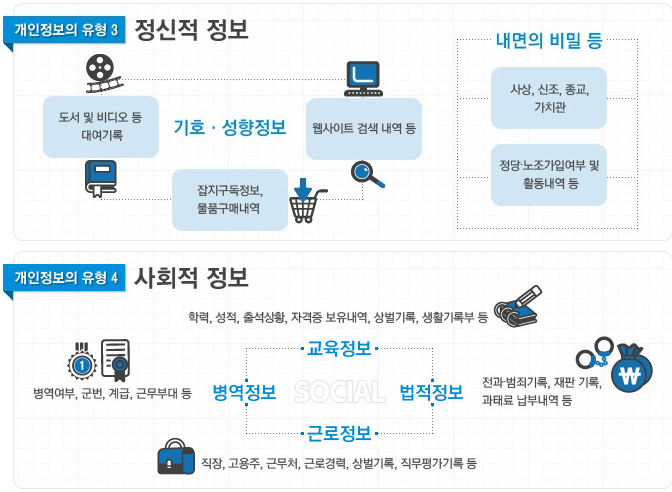 개인정보의 유형 3
정신적 정보
도서 및 비디오 등
대여기록
기호 · 성향정보
웹사이트 검색 내역 등
잡지구독정보,
물품구매내역
내면의 비밀 등
사상, 신조, 종교,
가치관
정당·노조가입여부 및
활동내역 등
개인정보의 유형 4
사회적 정보
학력, 성적, 출석상황, 자격증 보유내역, 상벌기록, 생활기록부 등
교육정보
1
병역여부, 군번, 계급, 근무부대 등
병역정보
SOCIAL
법적정보
₩
전과·범죄기록, 재판 기록,
과태료 납부내역 등
근로정보
직장, 고용주, 근무처, 근로경력, 상벌기록, 직무평가기록 등